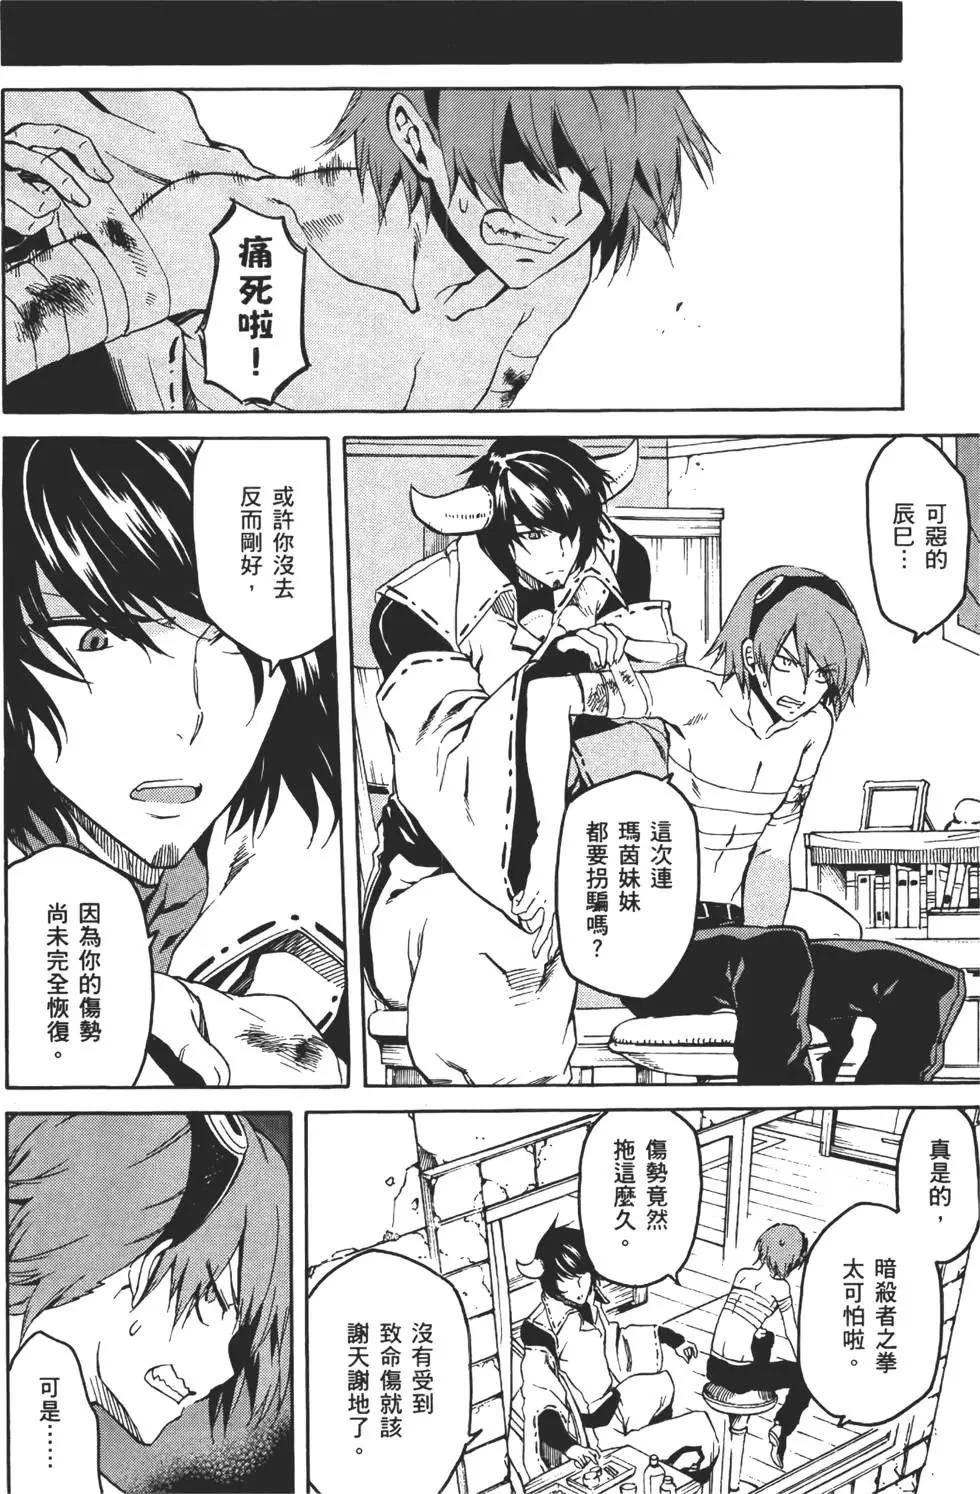 痛死啦！
可惡的
辰巳…
這次連
瑪茵妹妹
都要拐騙嗎？
或許你沒去
反而剛好，
因為你的傷勢
尚未完全恢復。
真是的，
暗殺者之拳
太可怕啦。
傷勢竟然
拖這麼久。
沒有受到
致命傷就該
謝天謝地了。
可是……